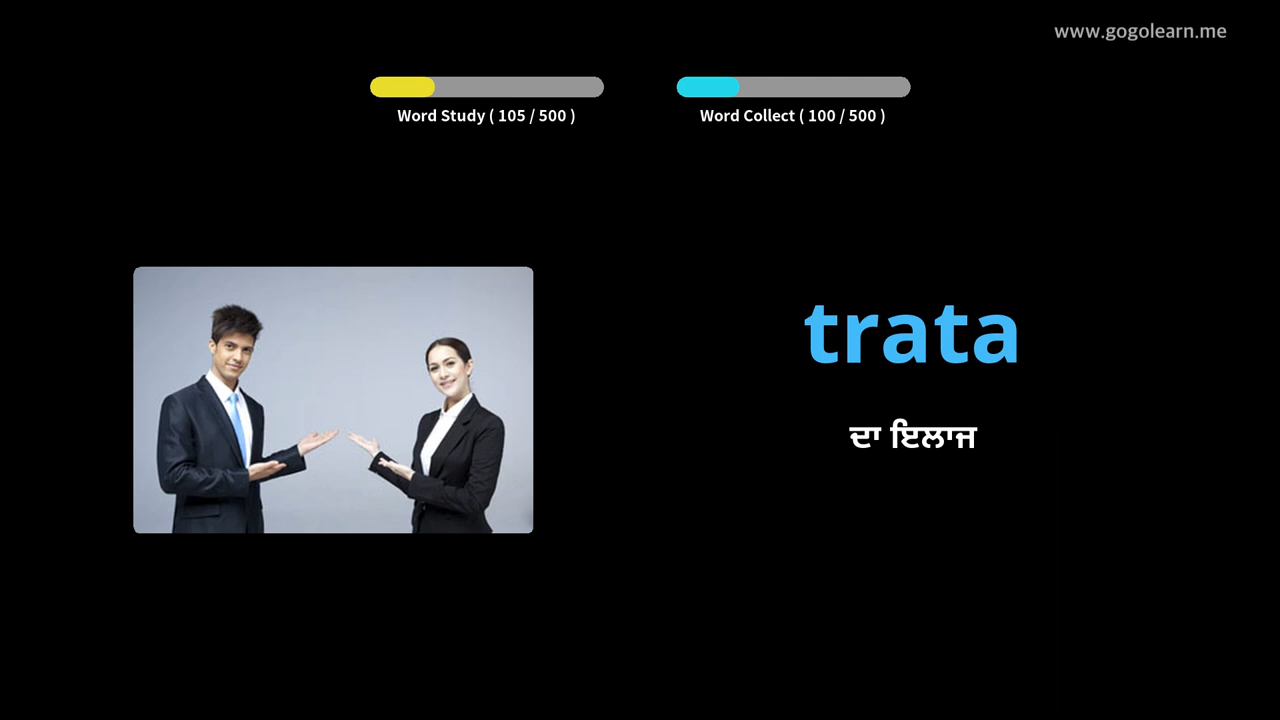 www.gogolearn.me
Word Study ( 105 / 500 )
Word Collect ( 100 / 500 )
trata
ਦਾ ਇਲਾਜ